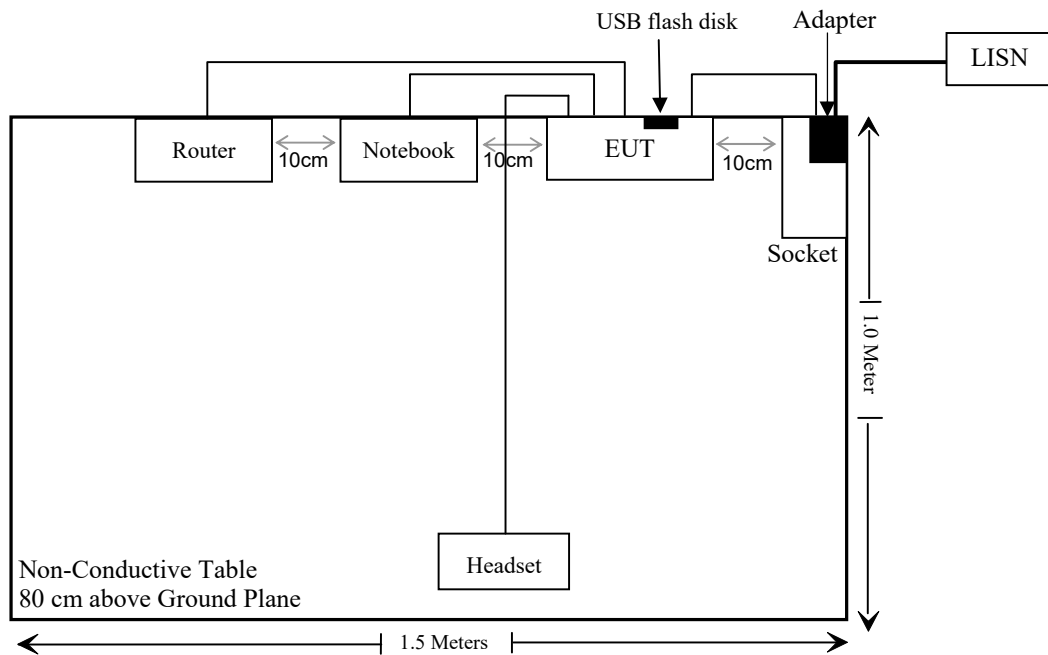 USB flash disk
Adapter
LISN
Router
10cm
Notebook
10cm
EUT
10cm
Socket
1.0 Meter
Headset
Non-Conductive Table
80 cm above Ground Plane
1.5 Meters